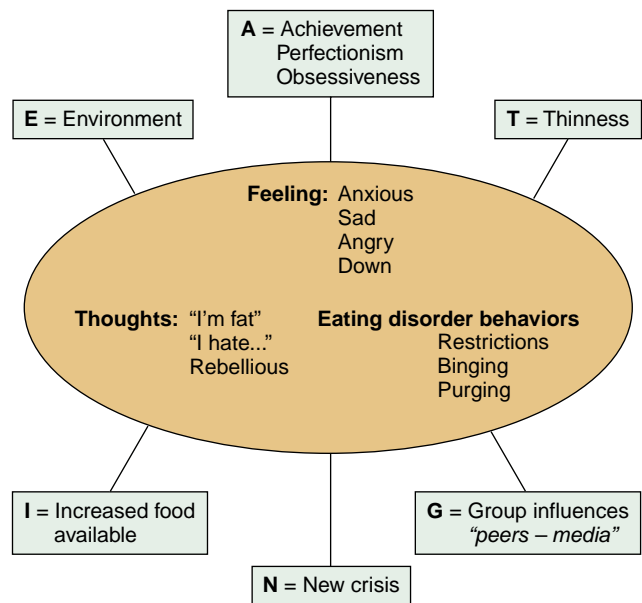 A = Achievement
Perfectionism
Obsessiveness
E = Environment
T = Thinness
Feeling: Anxious
Sad
Angry
Down
Thoughts: “I'm fat”
“I hate...”
Rebellious
Eating disorder behaviors
Restrictions
Binging
Purging
I = Increased food
available
G = Group influences
“peers – media”
N = New crisis